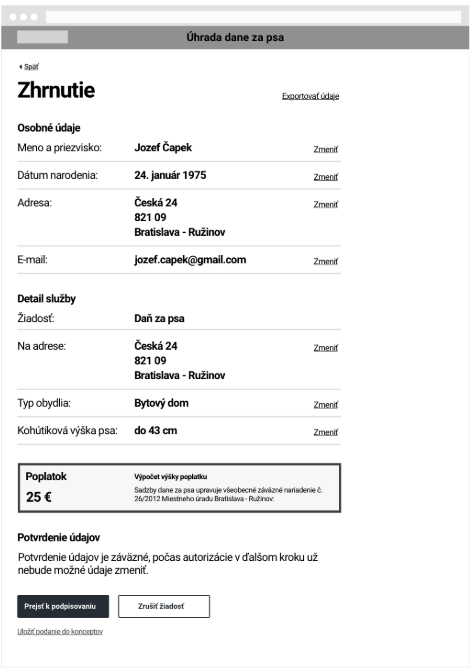 Úhrada dane za psa
Späť
Zhrnutie
Exportovať údaje
Osobné údaje
Meno a priezvisko: Jozef Čapek Zmeniť
Dátum narodenia: 24. január 1975 Zmeniť
Adresa: Česká 24 Zmeniť
821 09
Bratislava - Ružinov
E-mail: jozef.capek@gmail.com Zmeniť
Detail služby
Žiadosť: Daň za psa
Na adrese: Česká 24 Zmeniť
821 09
Bratislava - Ružinov
Typ obydlia: Bytový dom Zmeniť
Kohútiková výška psa: do 43 cm Zmeniť
Poplatok
25 €
Výpočet výšky poplatku
Sadzby dane za psa upravuje všeobecné záväzné nariadenie č.
26/2012 Miestneho úradu Bratislava - Ružinov:
Potvrdenie údajov
Potvrdenie údajov je záväzné, počas autorizácie v ďalšom kroku už
nebude možné údaje zmeniť.
Prejsť k podpisovaniu Zrušiť žiadosť
Uložiť podanie do konceptov